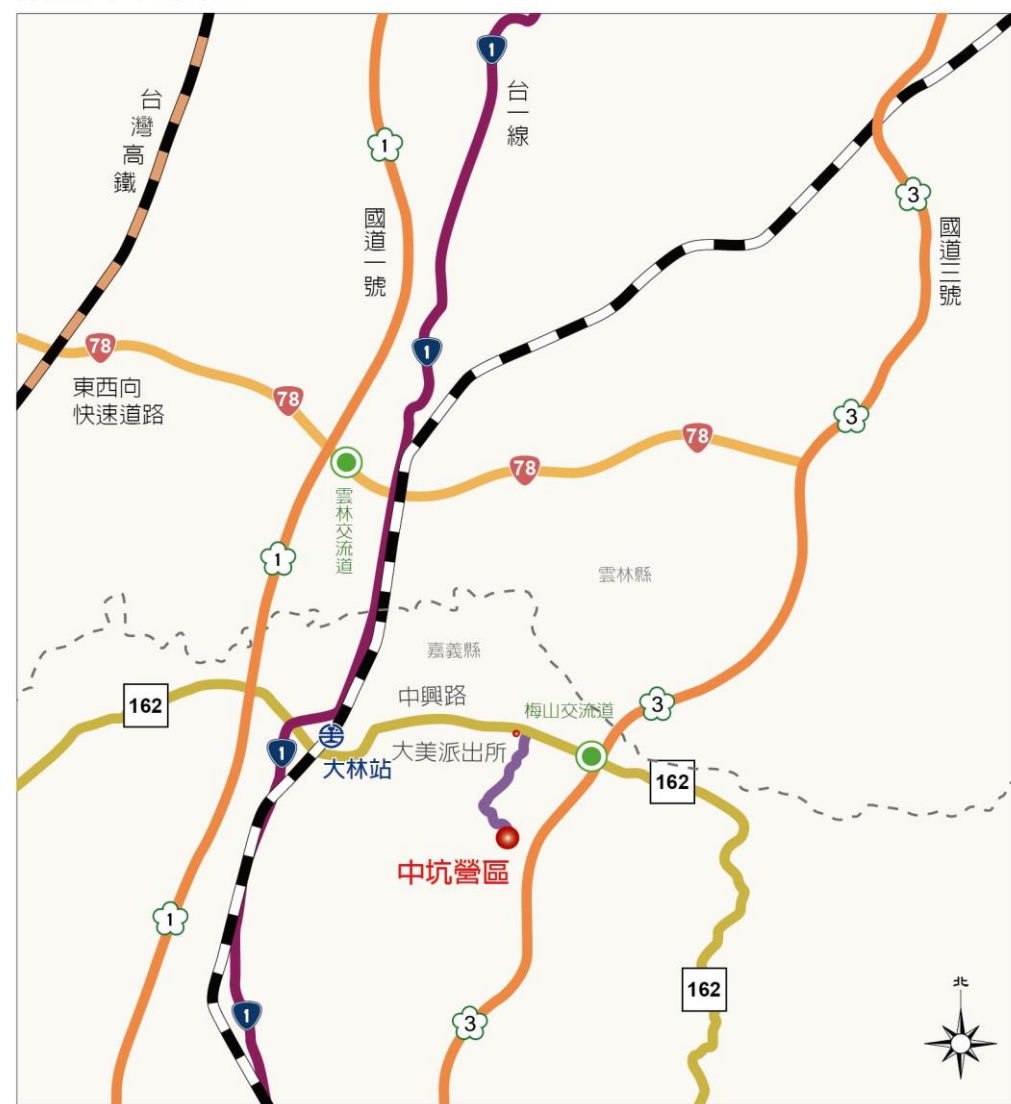 北
台灣高鐵
台一線
國道一號
國道三號
1
1
3
78
1
3
東西向
快速道路
78
78
78
雲林交流道
1
雲林縣
嘉義縣
162
中興路
梅山交流道
3
1
大林站
大美派出所
162
中坑營區
1
162
1
3